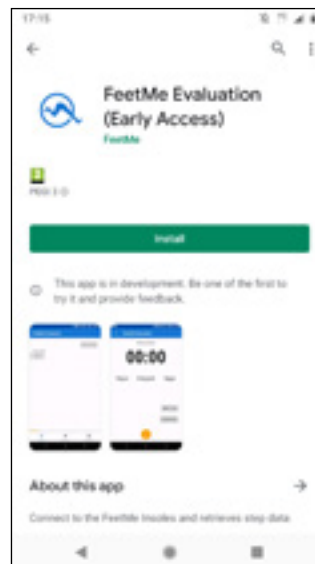 17:15
FeetMe Evaluation
(Early Access)
FeetMe
PEGI 3
Install
This app is in development. Be one of the first to
try it and provide feedback.
00:00
About this app
Connect to the FeetMe Insoles and retrieves step data